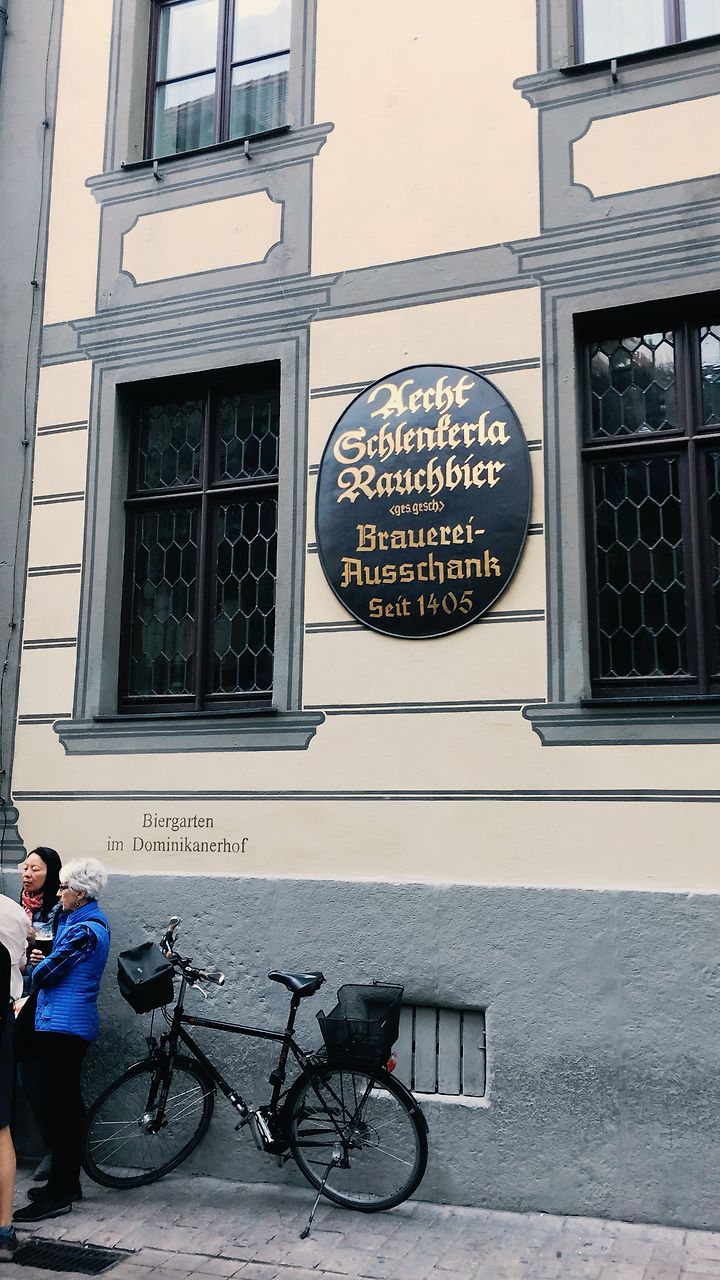 Aecht
Schlenkerla
Rauchbier
<ges.gesch>
Brauerei-
Ausschank
Seit 1405
Biergarten
im Dominikanerhof